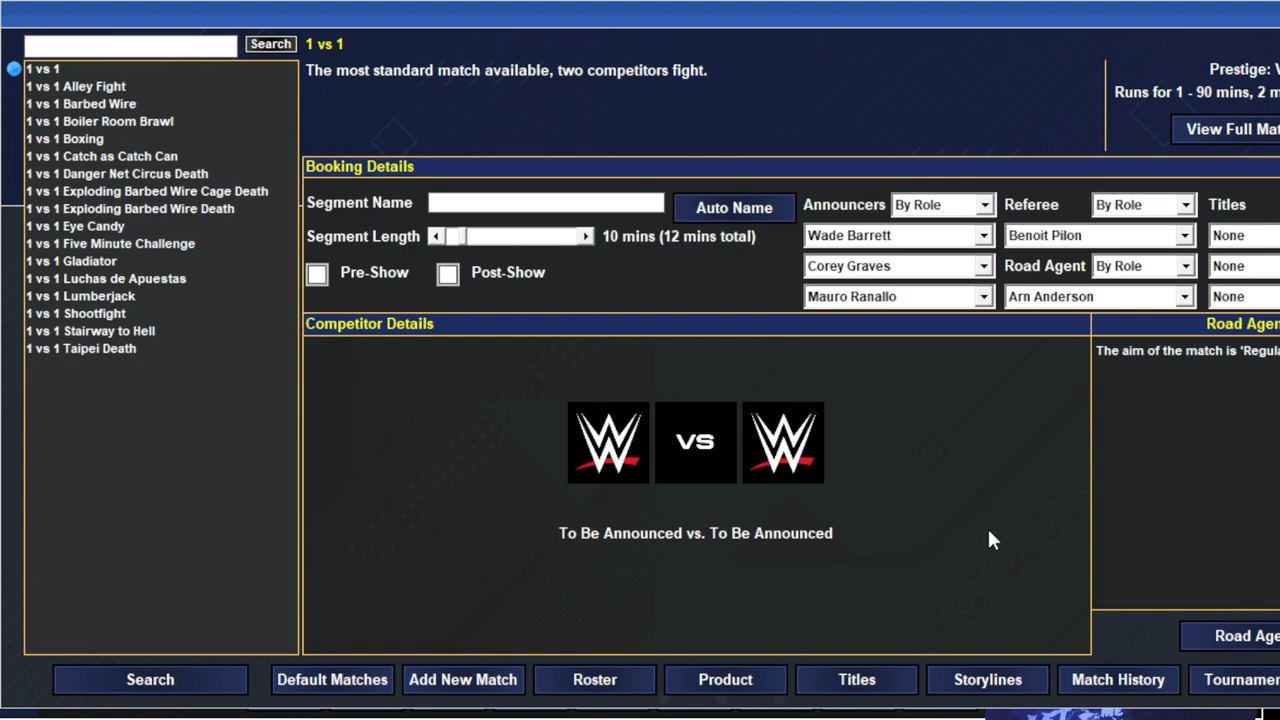 Search
1 vs 1
1 vs 1
The most standard match available, two competitors fight.
Prestige:
Runs for 1 - 90 mins, 2
View Full
1 vs 1 Alley Fight
1 vs 1 Barbed Wire
1 vs 1 Boiler Room Brawl
1 vs 1 Boxing
1 vs 1 Catch as Catch Can
1 vs 1 Danger Net Circus Death
1 vs 1 Exploding Barbed Wire Cage Death
1 vs 1 Exploding Barbed Wire Death
1 vs 1 Eye Candy
1 vs 1 Five Minute Challenge
1 vs 1 Gladiator
1 vs 1 Luchas de Apuestas
1 vs 1 Lumberjack
1 vs 1 Shootfight
1 vs 1 Stairway to Hell
1 vs 1 Taipei Death
Booking Details
Segment Name
Auto Name
Announcers By Role
Referee By Role
Titles
Segment Length
10 mins (12 mins total)
Wade Barrett
Benoit Pilon
None
Pre-Show
Post-Show
Corey Graves
Road Agent By Role
None
Mauro Ranallo
Arn Anderson
None
Competitor Details
Road
The aim of the match is
VS
To Be Announced vs. To Be Announced
Road
Search
Default Matches
Add New Match
Roster
Product
Titles
Storylines
Match History